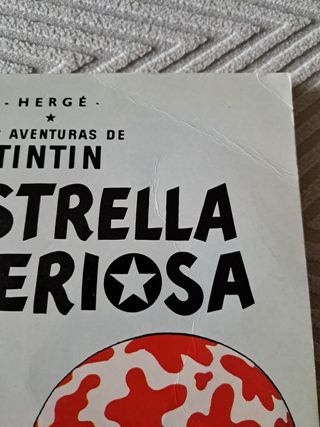 - HERGÉ -
AVENTURAS DE
TINTIN
STRELLA
ERIOSA